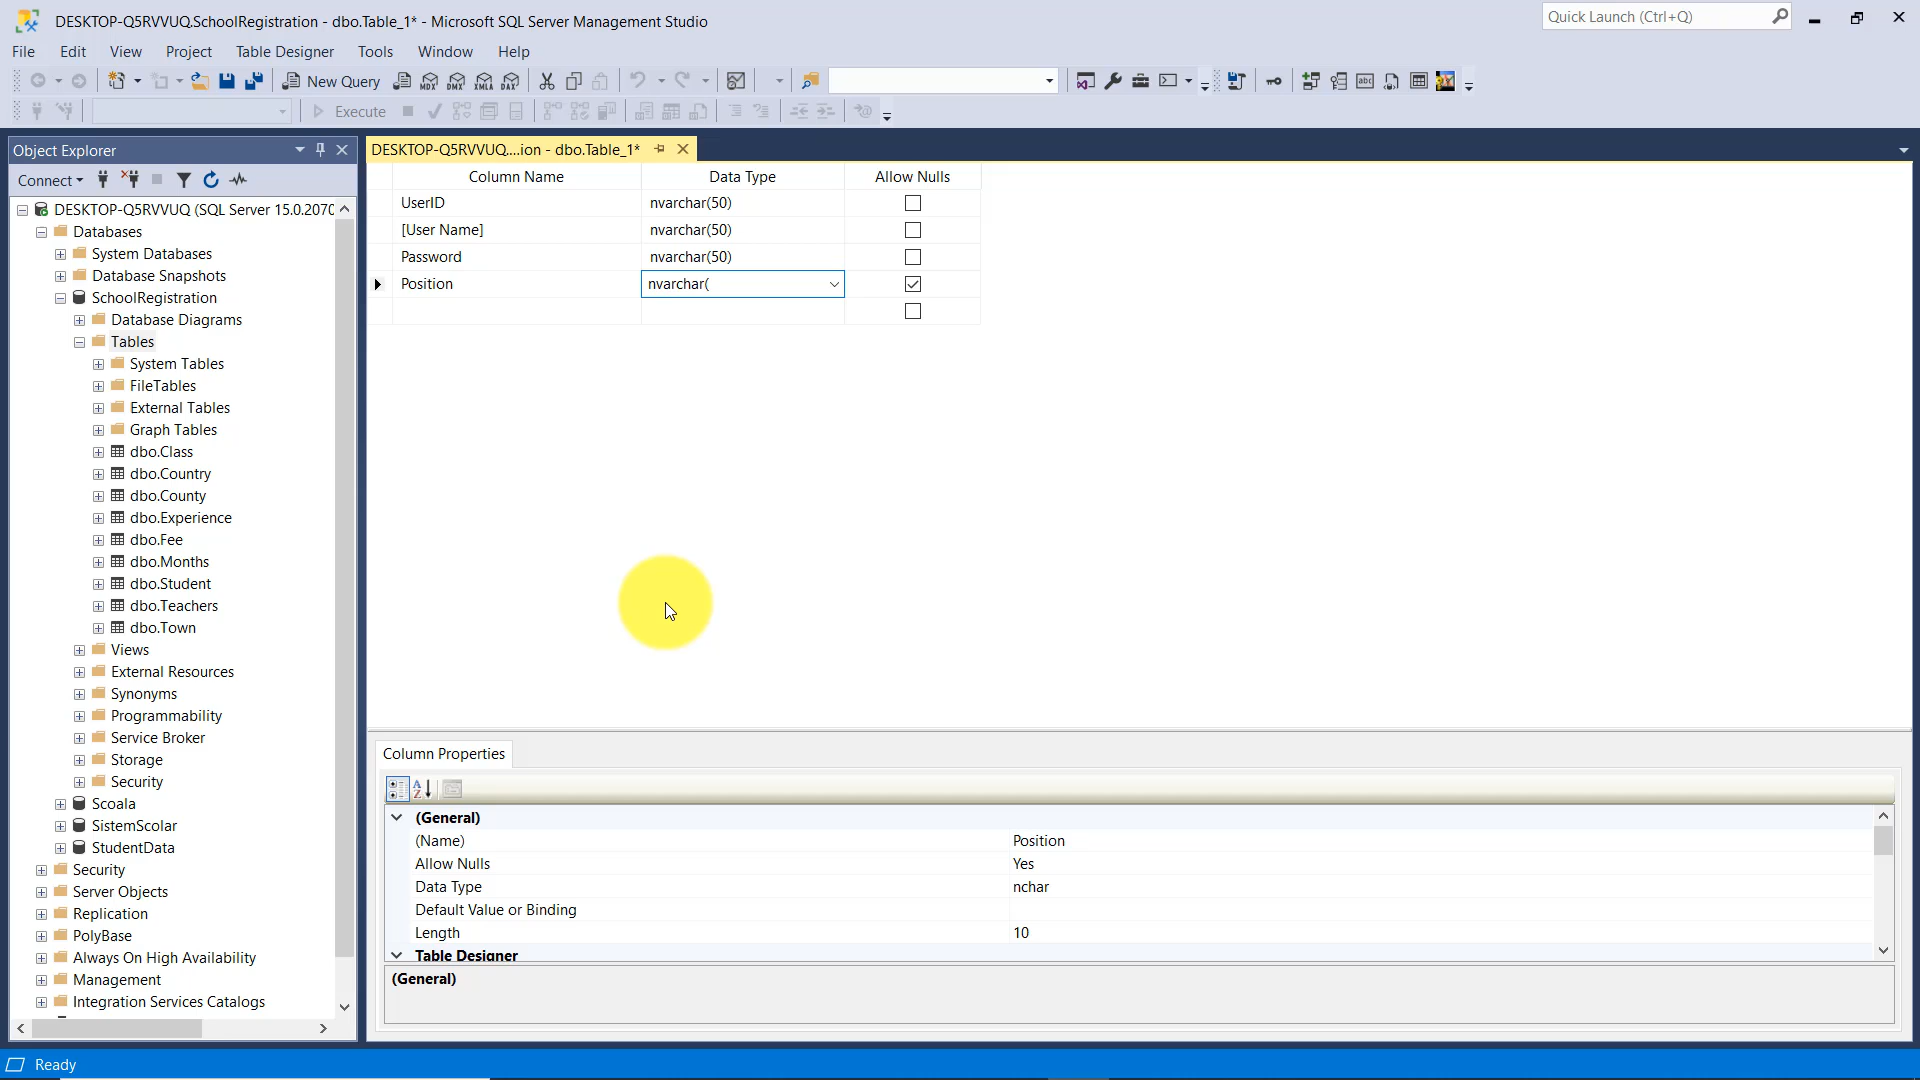 DESKTOP-Q5RVVUQ.SchoolRegistration - dbo.Table_1* - Microsoft SQL Server Management Studio
Quick Launch (Ctrl+Q)
File Edit View Project Table Designer Tools Window Help
New Query MDX DMX XMLA DAX abc
Execute
Object Explorer
Connect
DESKTOP-Q5RVVUQ (SQL Server 15.0.2070
Databases
System Databases
Database Snapshots
SchoolRegistration
Database Diagrams
Tables
System Tables
FileTables
External Tables
Graph Tables
dbo.Class
dbo.Country
dbo.County
dbo.Experience
dbo.Fee
dbo.Months
dbo.Student
dbo.Teachers
dbo.Town
Views
External Resources
Synonyms
Programmability
Service Broker
Storage
Security
Scoala
SistemScolar
StudentData
Security
Server Objects
Replication
PolyBase
Always On High Availability
Management
Integration Services Catalogs
DESKTOP-Q5RVVUQ....ion - dbo.Table_1*
Column Name Data Type Allow Nulls
UserID nvarchar(50)
[User Name] nvarchar(50)
Password nvarchar(50)
Position nvarchar(
Column Properties
(General)
(Name) Position
Allow Nulls Yes
Data Type nchar
Default Value or Binding
Length 10
Table Designer
(General)
Ready